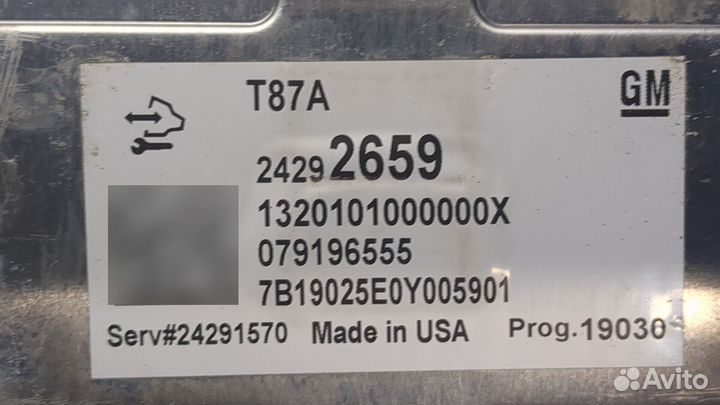 T87A
GM
24292659
1320101000000X
079196555
7B19025E0Y005901
Serv#24291570 Made in USA Prog.19030
Avito